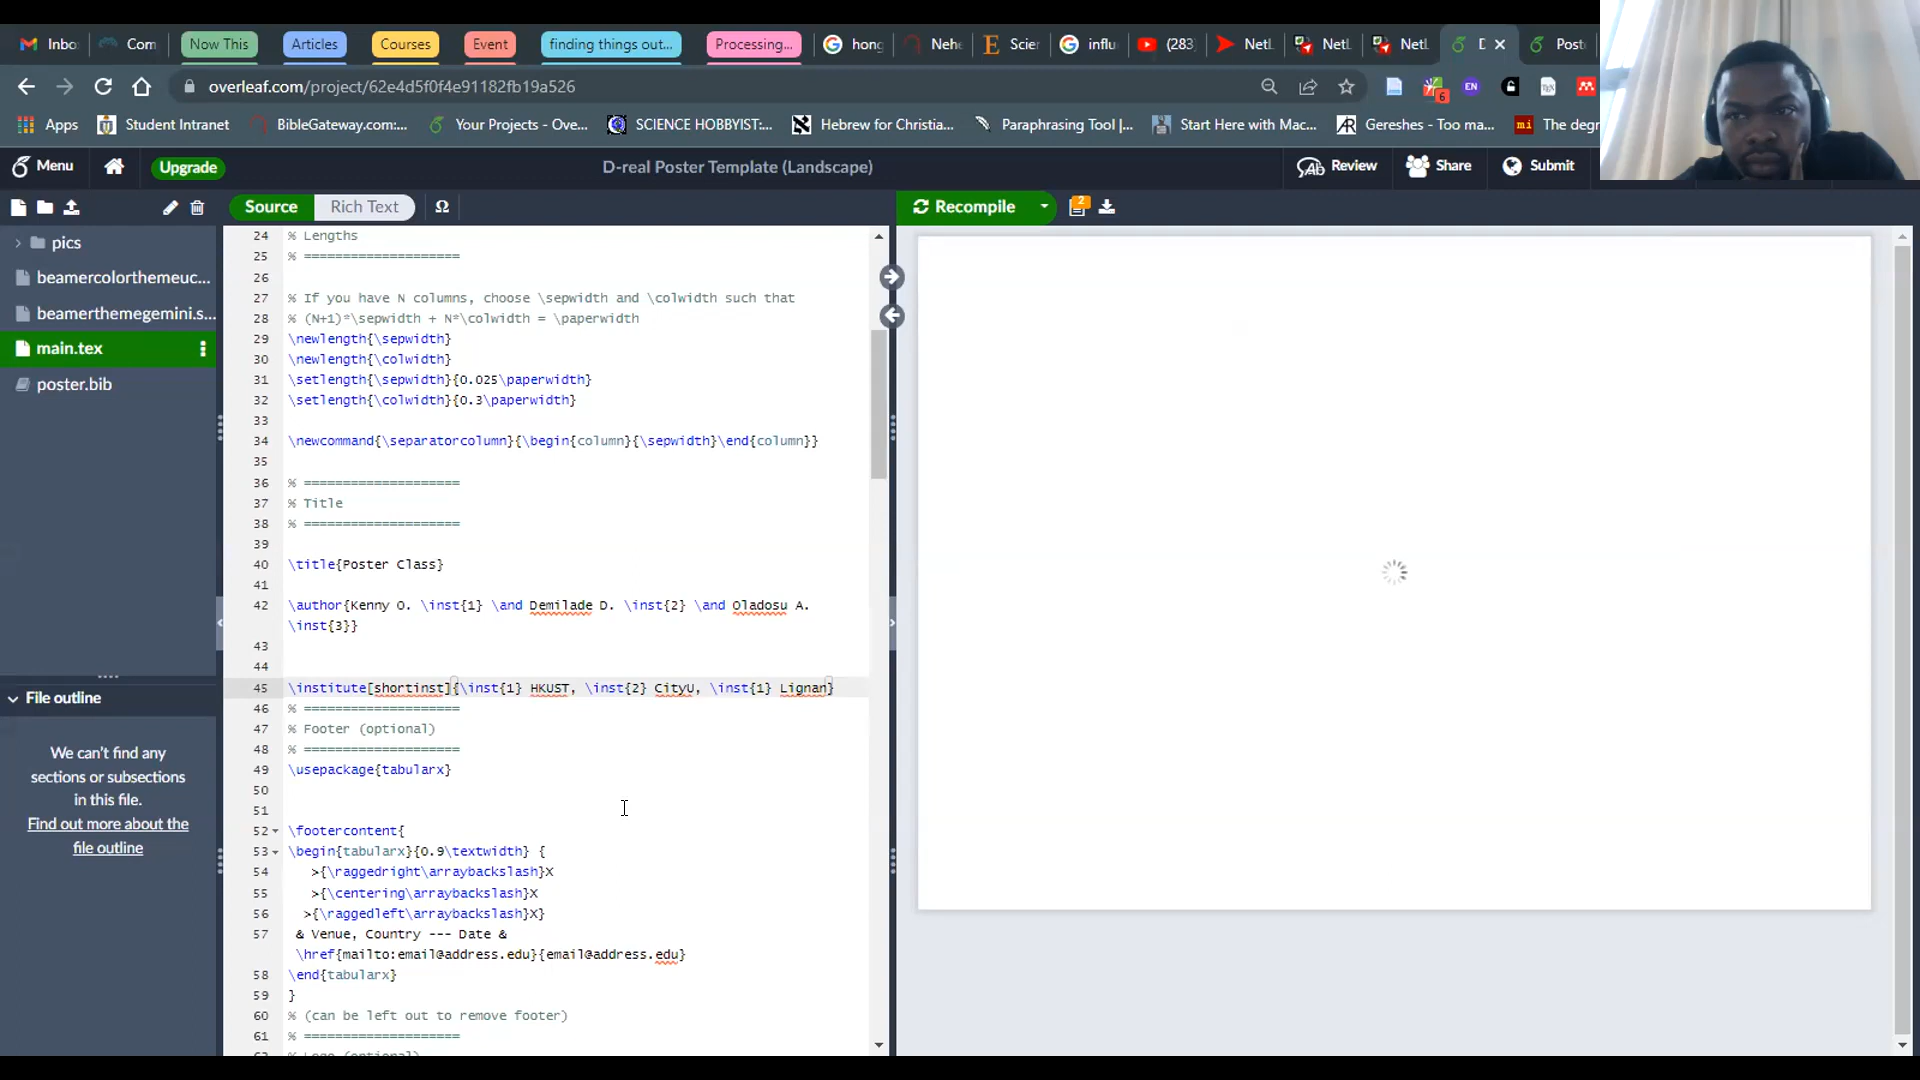 Inbo
Com
Now This
Articles
Courses
Event
finding things out...
Processing...
hong
Nehe
Scien
influ
(283)
NetL
NetL
NetL
Post
overleaf.com/project/62e4d5f0f4e91182fb19a526
6
EN
Apps
Student Intranet
BibleGateway.com:...
Your Projects - Ove...
SCIENCE HOBBYIST:...
Hebrew for Christia...
Paraphrasing Tool |...
Start Here with Mac...
Gereshes - Too ma...
The degr
Menu
Upgrade
D-real Poster Template (Landscape)
Review
Share
Submit
Source
Rich Text
Ω
Recompile
2
pics
beamercolorthemeuc...
beamerthemegemini.s...
main.tex
poster.bib
File outline
We can't find any
sections or subsections
in this file.
Find out more about the
file outline
24 % Lengths
25 % ====================
26
27 % If you have N columns, choose \sepwidth and \colwidth such that
28 % (N+1)*\sepwidth + N*\colwidth = \paperwidth
29 \newlength{\sepwidth}
30 \newlength{\colwidth}
31 \setlength{\sepwidth}{0.025\paperwidth}
32 \setlength{\colwidth}{0.3\paperwidth}
33
34 \newcommand{\separatorcolumn}{\begin{column}{\sepwidth}\end{column}}
35
36 % ====================
37 % Title
38 % ====================
39
40 \title{Poster Class}
41
42 \author{Kenny O. \inst{1} \and Demilade D. \inst{2} \and Oladosu A.
\inst{3}}
43
44
45 \institute[shortinst]{\inst{1} HKUST, \inst{2} CityU, \inst{1} Lignan}
46 % ====================
47 % Footer (optional)
48 % ====================
49 \usepackage{tabularx}
50
51
52 \footercontent{
53 \begin{tabularx}{0.9\textwidth} {
54 >{\raggedright\arraybackslash}X
55 >{\centering\arraybackslash}X
56 >{\raggedleft\arraybackslash}X}
57 & Venue, Country --- Date &
\href{mailto:email@address.edu}{email@address.edu}
58 \end{tabularx}
59 }
60 % (can be left out to remove footer)
61 % ====================